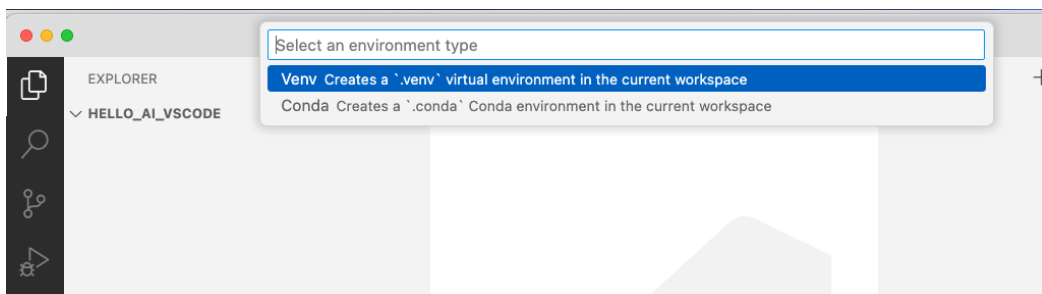 Select an environment type
EXPLORER
Venv Creates a `.venv` virtual environment in the current workspace
HELLO_AI_VSCODE
Conda Creates a `.conda` Conda environment in the current workspace